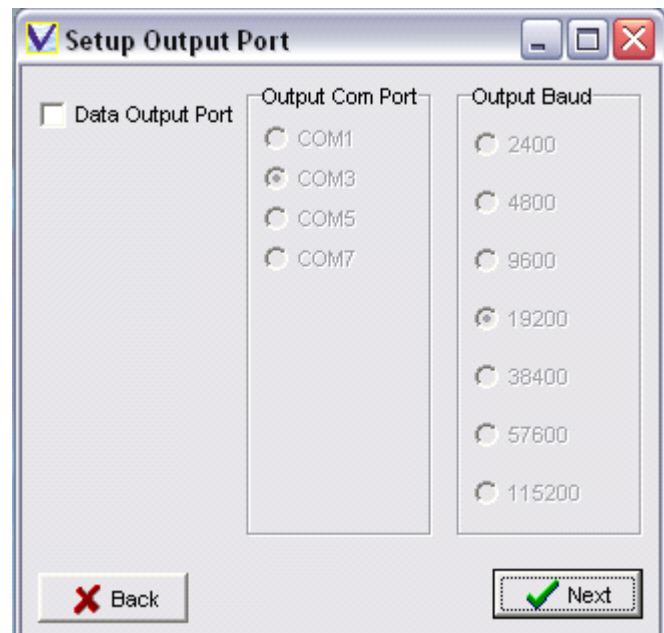 Setup Output Port
Data Output Port
Output Com Port
COM1
COM3
COM5
COM7
Output Baud
2400
4800
9600
19200
38400
57600
115200
Back
Next